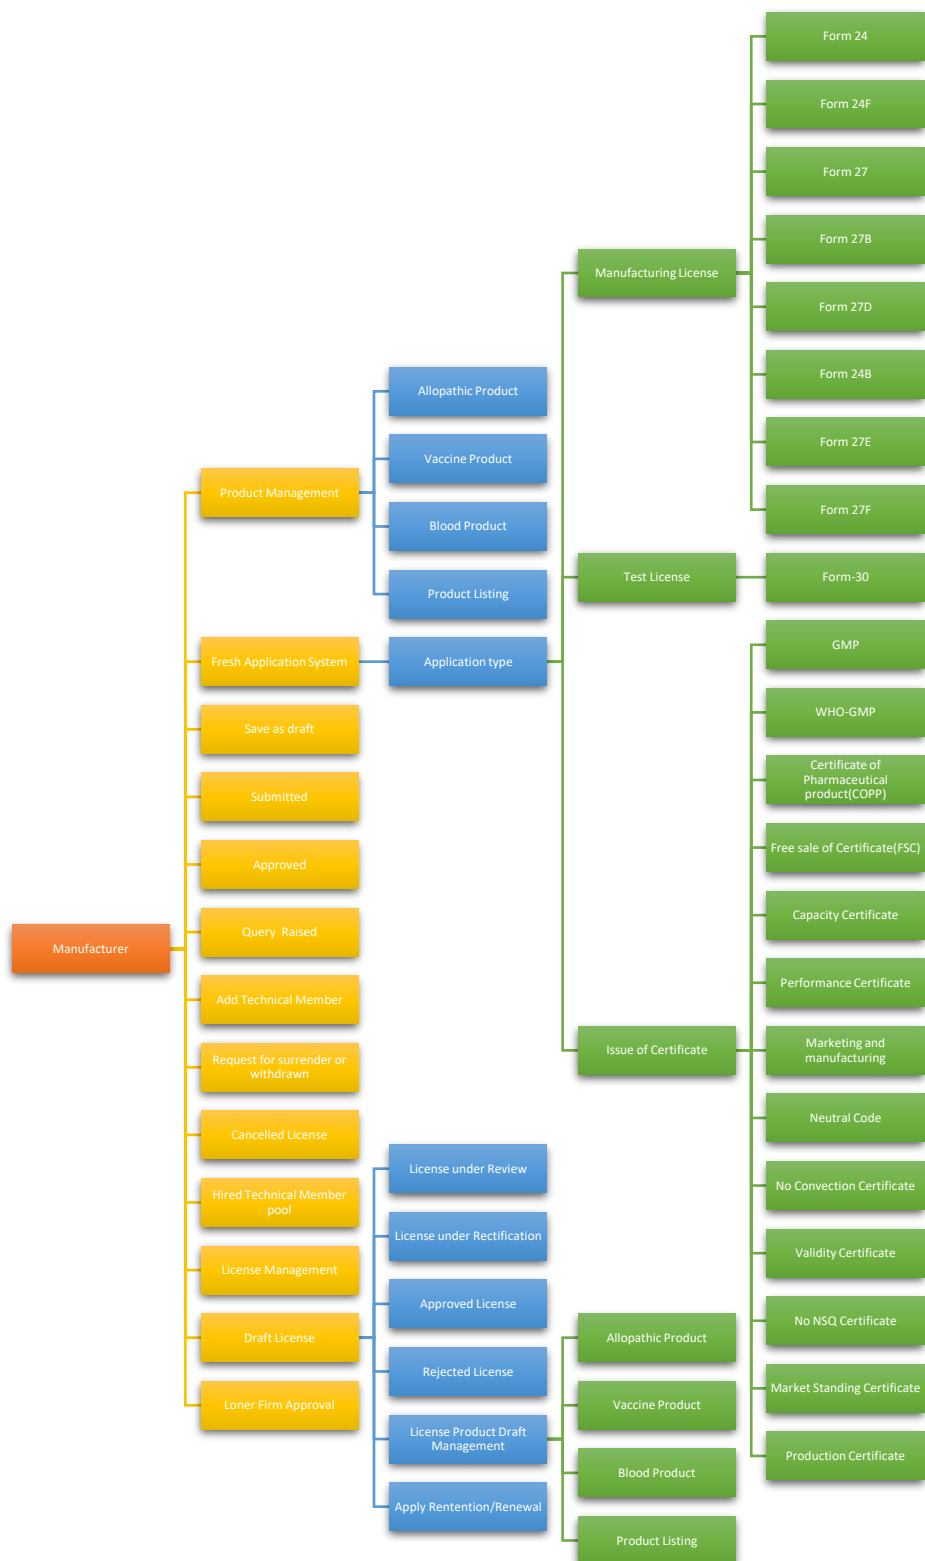 Manufacturer
Product Management
Allopathic Product
Vaccine Product
Blood Product
Product Listing
Fresh Application System
Application type
Manufacturing License
Form 24
Form 24F
Form 27
Form 27B
Form 27D
Form 24B
Form 27E
Form 27F
Test License
Form-30
Issue of Certificate
GMP
WHO-GMP
Certificate of
Pharmaceutical
product(COPP)
Free sale of Certificate(FSC)
Capacity Certificate
Performance Certificate
Marketing and
manufacturing
Neutral Code
No Convection Certificate
Validity Certificate
No NSQ Certificate
Market Standing Certificate
Production Certificate
Save as draft
Submitted
Approved
Query  Raised
Add Technical Member
Request for surrender or
withdrawn
Cancelled License
Hired Technical Member
pool
License Management
Draft License
License under Review
License under Rectification
Approved License
Rejected License
License Product Draft
Management
Allopathic Product
Vaccine Product
Blood Product
Product Listing
Apply Rentention/Renewal
Loner Firm Approval